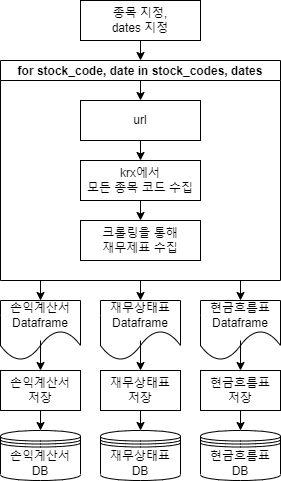 종목 지정,
dates 지정
for stock_code, date in stock_codes, dates
url
krx에서
모든 종목 코드 수집
크롤링을 통해
재무제표 수집
손익계산서
Dataframe
재무상태표
Dataframe
현금흐름표
Dataframe
손익계산서
저장
재무상태표
저장
현금흐름표
저장
손익계산서
DB
재무상태표
DB
현금흐름표
DB